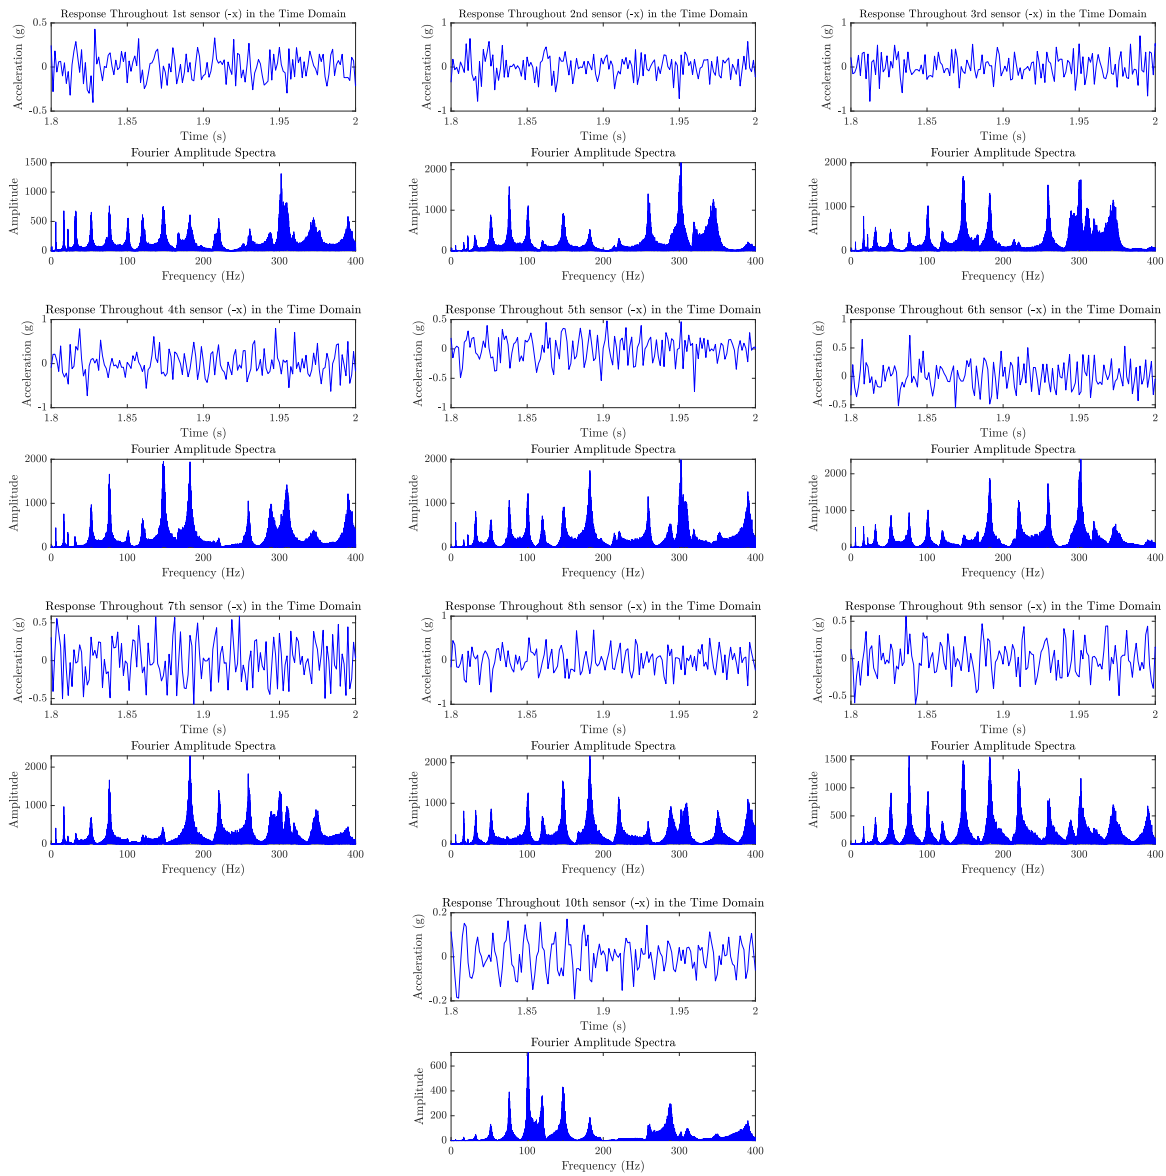 Response Throughout 1st sensor (-x) in the Time Domain
0.5
0
-0.5
Acceleration (g)
1.8 1.85 1.9 1.95 2
Time (s)
Fourier Amplitude Spectra
1500
1000
500
0
Amplitude
0 100 200 300 400
Frequency (Hz)
Response Throughout 2nd sensor (-x) in the Time Domain
1
0
-1
Acceleration (g)
1.8 1.85 1.9 1.95 2
Time (s)
Fourier Amplitude Spectra
2000
1000
0
Amplitude
0 100 200 300 400
Frequency (Hz)
Response Throughout 3rd sensor (-x) in the Time Domain
1
0
-1
Acceleration (g)
1.8 1.85 1.9 1.95 2
Time (s)
Fourier Amplitude Spectra
2000
1000
0
Amplitude
0 100 200 300 400
Frequency (Hz)
Response Throughout 4th sensor (-x) in the Time Domain
1
0
-1
Acceleration (g)
1.8 1.85 1.9 1.95 2
Time (s)
Fourier Amplitude Spectra
2000
1000
0
Amplitude
0 100 200 300 400
Frequency (Hz)
Response Throughout 5th sensor (-x) in the Time Domain
0.5
0
-0.5
-1
Acceleration (g)
1.8 1.85 1.9 1.95 2
Time (s)
Fourier Amplitude Spectra
2000
1000
0
Amplitude
0 100 200 300 400
Frequency (Hz)
Response Throughout 6th sensor (-x) in the Time Domain
1
0.5
0
-0.5
Acceleration (g)
1.8 1.85 1.9 1.95 2
Time (s)
Fourier Amplitude Spectra
2000
1000
0
Amplitude
0 100 200 300 400
Frequency (Hz)
Response Throughout 7th sensor (-x) in the Time Domain
0.5
0
-0.5
Acceleration (g)
1.8 1.85 1.9 1.95 2
Time (s)
Fourier Amplitude Spectra
2000
1000
0
Amplitude
0 100 200 300 400
Frequency (Hz)
Response Throughout 8th sensor (-x) in the Time Domain
1
0
-1
Acceleration (g)
1.8 1.85 1.9 1.95 2
Time (s)
Fourier Amplitude Spectra
2000
1000
0
Amplitude
0 100 200 300 400
Frequency (Hz)
Response Throughout 9th sensor (-x) in the Time Domain
0.5
0
-0.5
Acceleration (g)
1.8 1.85 1.9 1.95 2
Time (s)
Fourier Amplitude Spectra
1500
1000
500
0
Amplitude
0 100 200 300 400
Frequency (Hz)
Response Throughout 10th sensor (-x) in the Time Domain
0.2
0
-0.2
Acceleration (g)
1.8 1.85 1.9 1.95 2
Time (s)
Fourier Amplitude Spectra
600
400
200
0
Amplitude
0 100 200 300 400
Frequency (Hz)